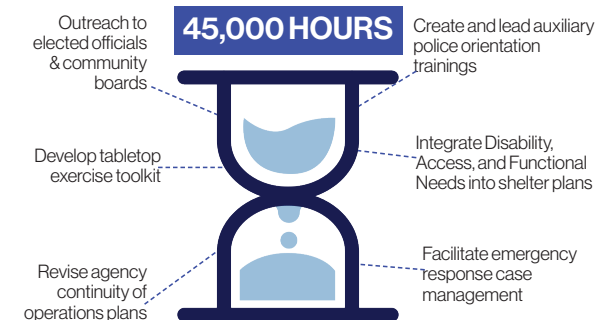 45,000 HOURS
Outreach to
elected officials
& community
boards
Develop tabletop
exercise toolkit
Revise agency
continuity of
operations plans
Create and lead auxiliary
police orientation
trainings
Integrate Disability,
Access, and Functional
Needs into shelter plans
Facilitate emergency
response case
management